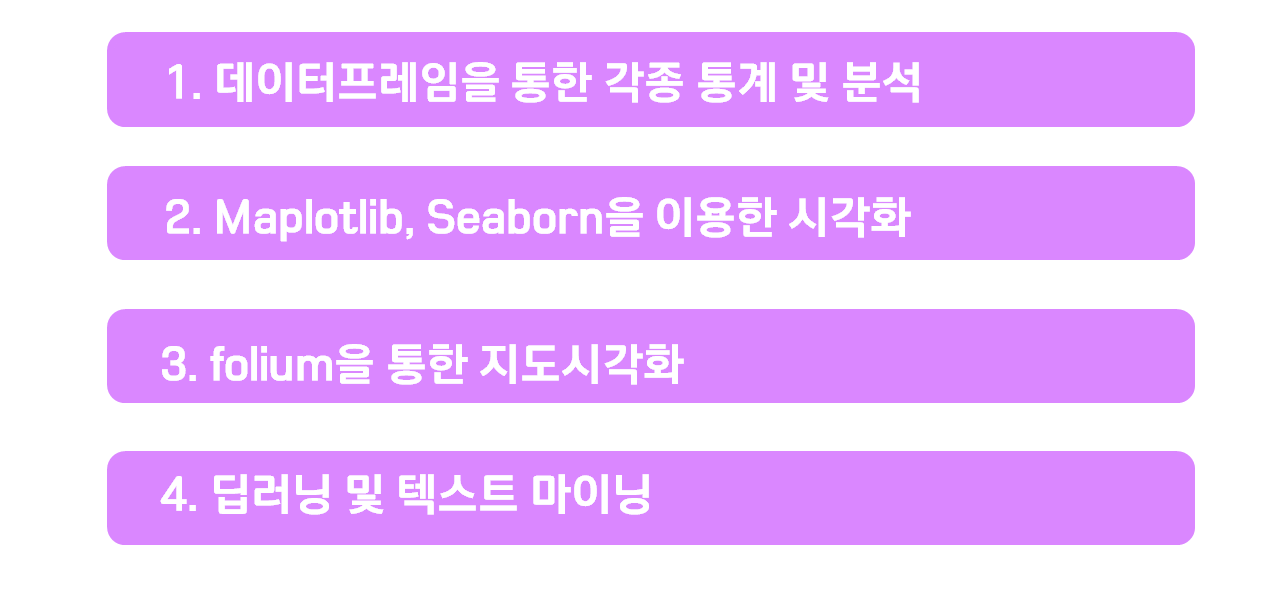 1. 데이터프레임을 통한 각종 통계 및 분석
2. Maplotlib, Seaborn을 이용한 시각화
3. folium을 통한 지도시각화
4. 딥러닝 및 텍스트 마이닝